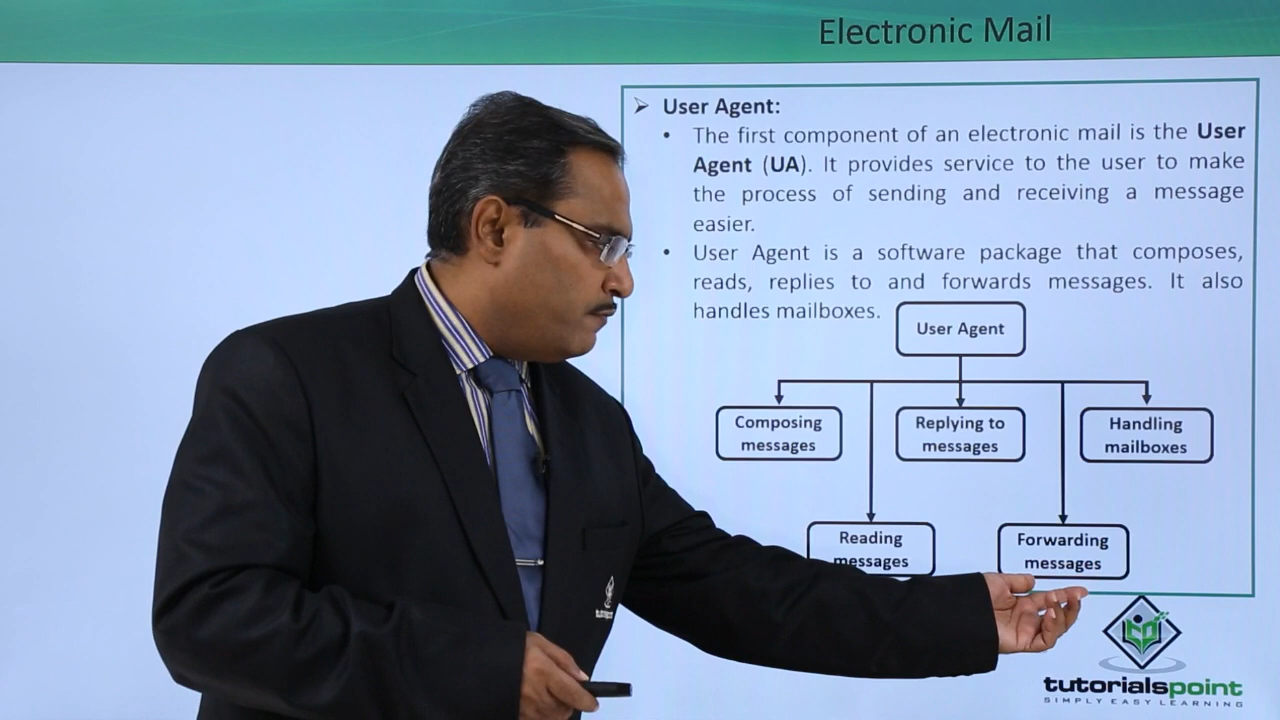 Electronic Mail
➢ User Agent:
• The first component of an electronic mail is the User
Agent (UA). It provides service to the user to make
the process of sending and receiving a message
easier.
• User Agent is a software package that composes,
reads, replies to and forwards messages. It also
handles mailboxes.
User Agent
Composing
messages
Replying to
messages
Handling
mailboxes
Reading
messages
Forwarding
messages
tutorialspoint
SIMPLY EASY LEARNING